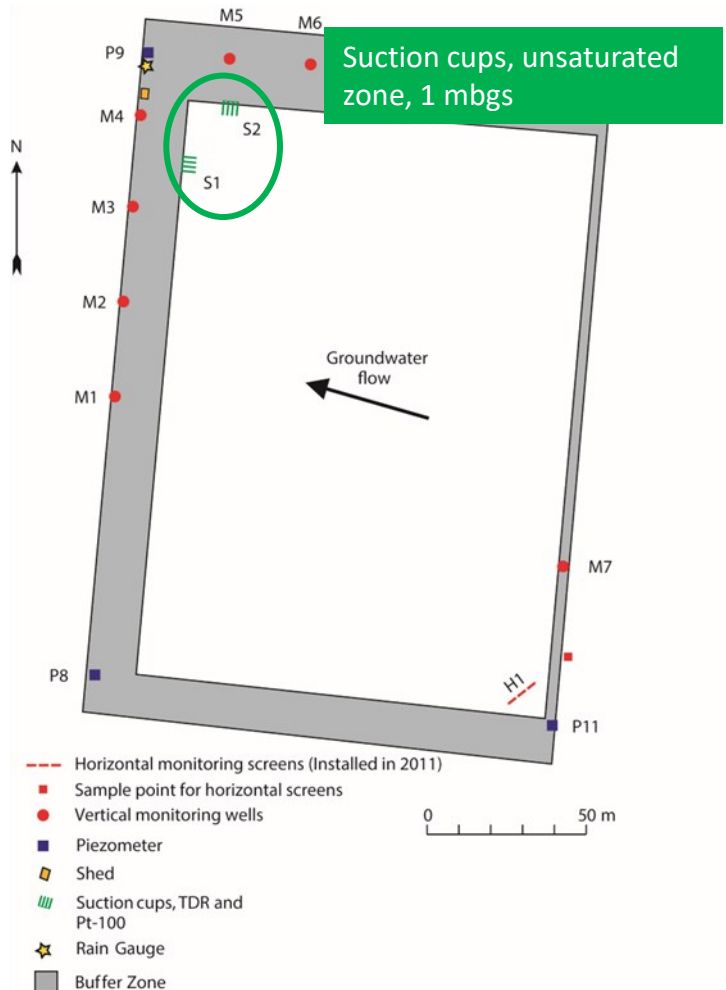 M5
M6
P9
Suction cups, unsaturated
zone, 1 mbgs
M4
S2
N
S1
M3
M2
Groundwater
flow
M1
M7
H1
P8
P11
Horizontal monitoring screens (Installed in 2011)
Sample point for horizontal screens
Vertical monitoring wells
0 50 m
Piezometer
Shed
Suction cups, TDR and
Pt-100
Rain Gauge
Buffer Zone